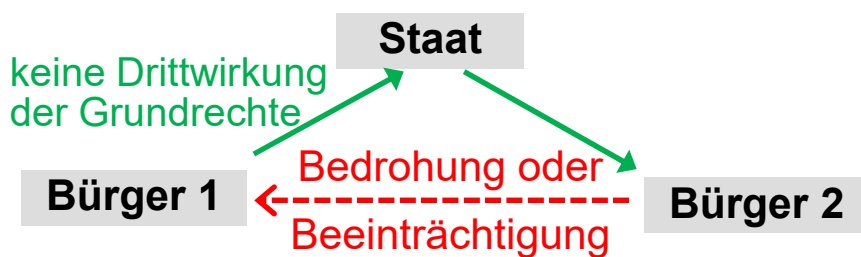 Staat
keine Drittwirkung
der Grundrechte
Bedrohung oder
Bürger 1
Bürger 2
Beeinträchtigung